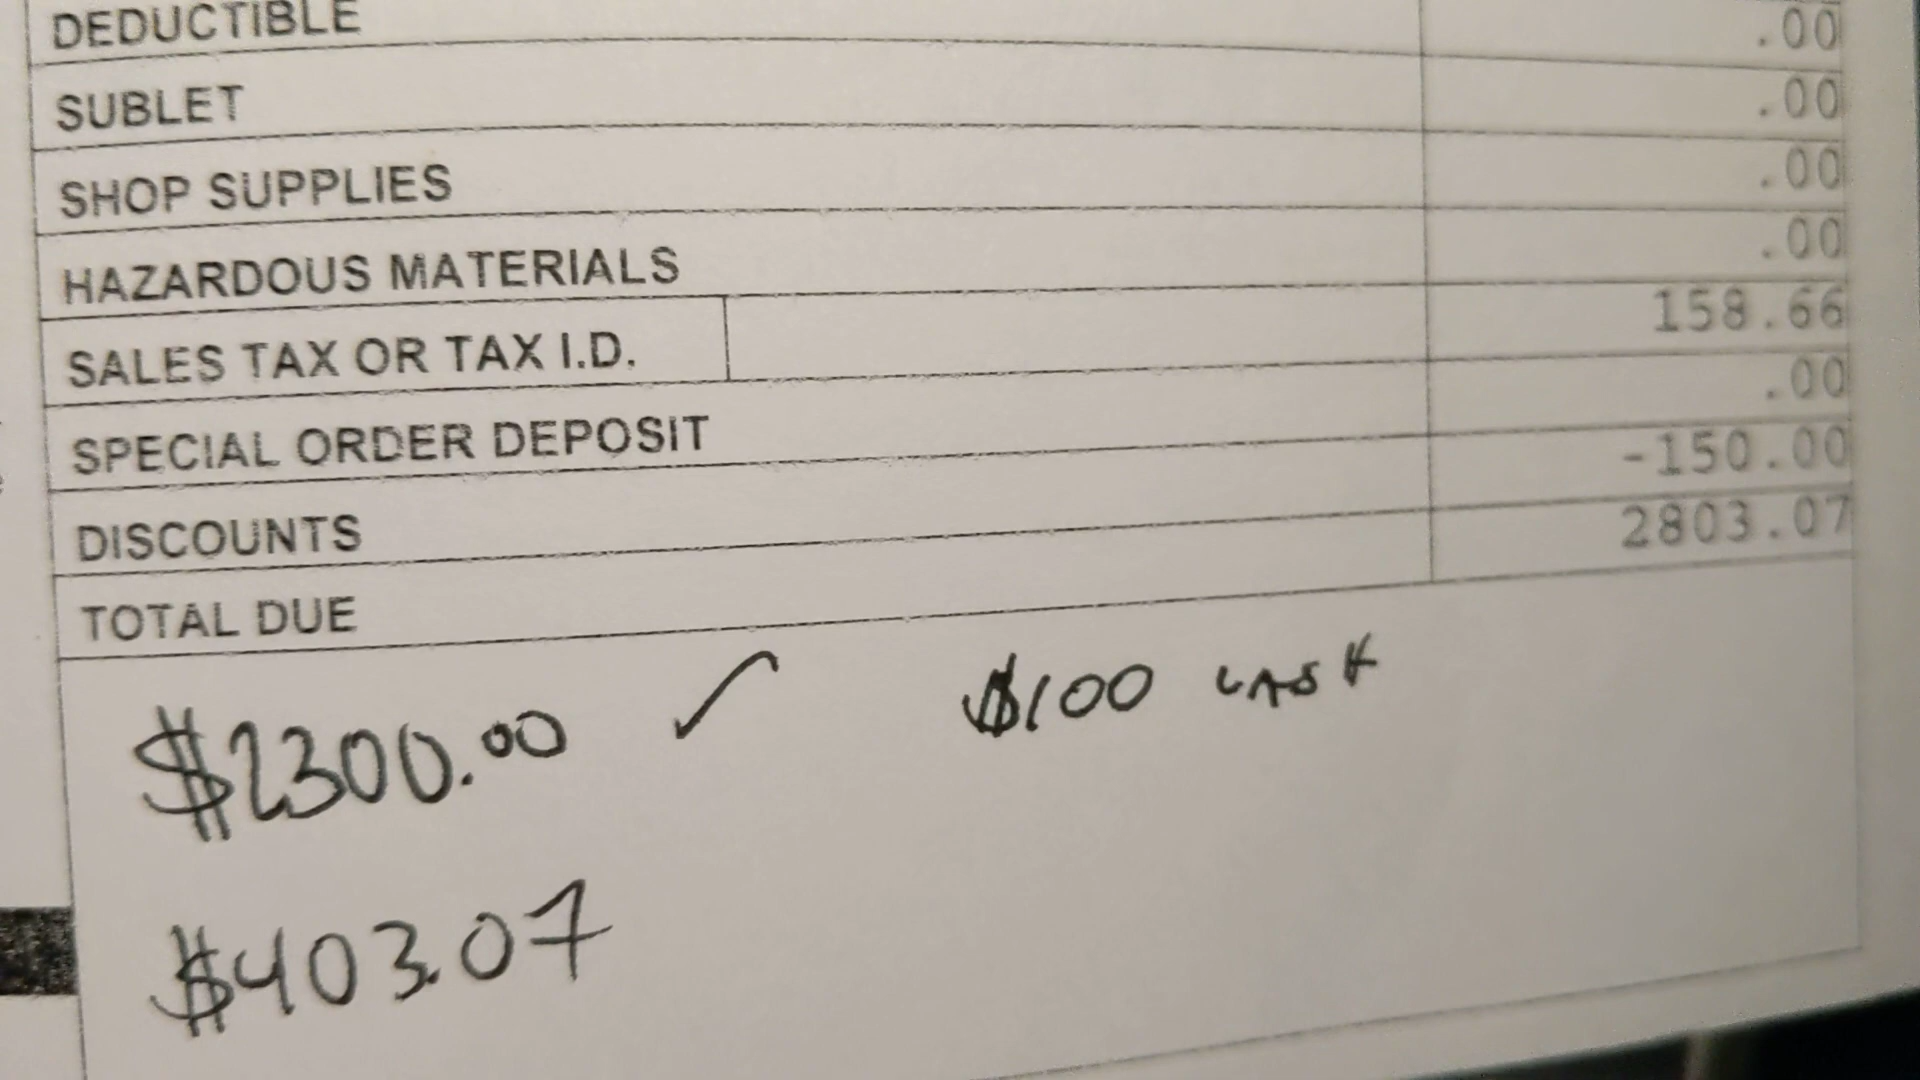 DEDUCTIBLE .00
SUBLET .00
SHOP SUPPLIES .00
HAZARDOUS MATERIALS .00
SALES TAX OR TAX I.D. 158.66
SPECIAL ORDER DEPOSIT .00
DISCOUNTS -150.00
TOTAL DUE 2803.07
$2300.00 ✓ $100 CASH
$403.07